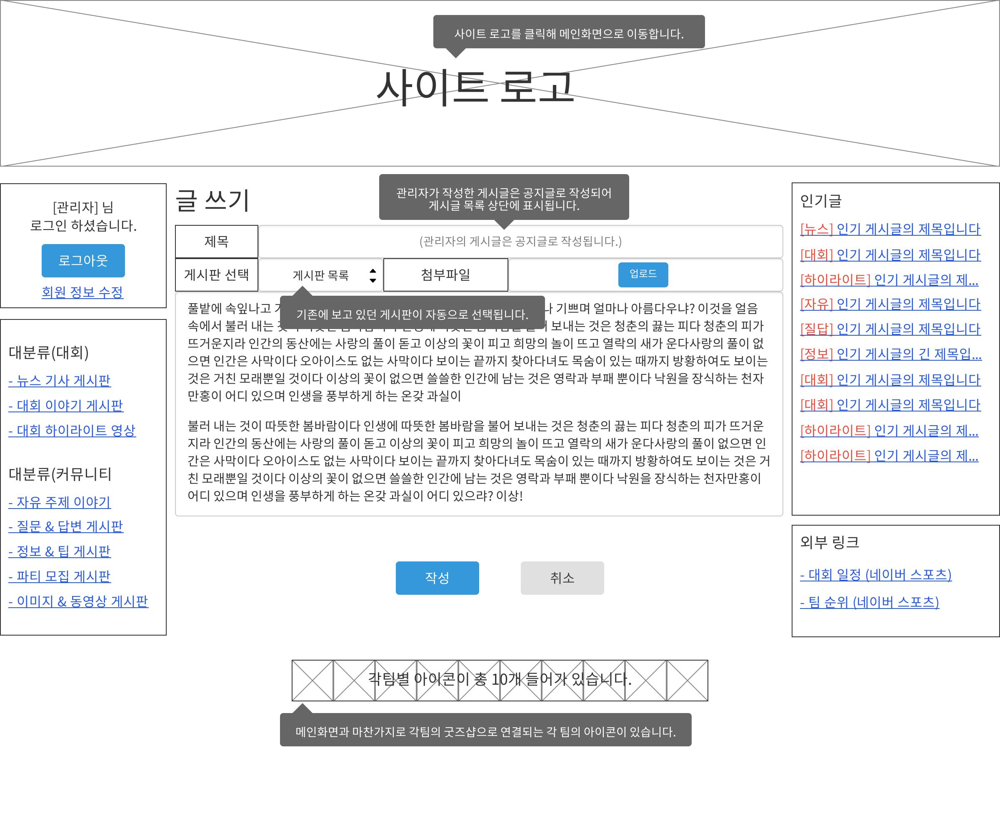 사이트 로고를 클릭해 메인화면으로 이동합니다.
사이트 로고
[관리자] 님
로그인 하셨습니다.
로그아웃
회원 정보 수정
대분류(대회)
- 뉴스 기사 게시판
- 대회 이야기 게시판
- 대회 하이라이트 영상
대분류(커뮤니티
- 자유 주제 이야기
- 질문 & 답변 게시판
- 정보 & 팁 게시판
- 파티 모집 게시판
- 이미지 & 동영상 게시판
글 쓰기
관리자가 작성한 게시글은 공지글로 작성되어
게시글 목록 상단에 표시됩니다.
제목
(관리자의 게시글은 공지글로 작성됩니다.)
게시판 선택
게시판 목록
첨부파일
업로드
기존에 보고 있던 게시판이 자동으로 선택됩니다.
풀밭에 속잎나고 기쁘며 얼마나 아름다우냐? 이것을 얼음
속에서 불러 내는 보내는 것은 청춘의 끓는 피다 청춘의 피가
뜨거운지라 인간의 동산에는 사랑의 풀이 돋고 이상의 꽃이 피고 희망의 놀이 뜨고 열락의 새가 운다사랑의 풀이 없
으면 인간은 사막이다 오아이스도 없는 사막이다 보이는 끝까지 찾아다녀도 목숨이 있는 때까지 방황하여도 보이는
것은 거친 모래뿐일 것이다 이상의 꽃이 없으면 쓸쓸한 인간에 남는 것은 영락과 부패 뿐이다 낙원을 장식하는 천자
만홍이 어디 있으며 인생을 풍부하게 하는 온갖 과실이
불러 내는 것이 따뜻한 봄바람이다 인생에 따뜻한 봄바람을 불어 보내는 것은 청춘의 끓는 피다 청춘의 피가 뜨거운
지라 인간의 동산에는 사랑의 풀이 돋고 이상의 꽃이 피고 희망의 놀이 뜨고 열락의 새가 운다사랑의 풀이 없으면 인
간은 사막이다 오아이스도 없는 사막이다 보이는 끝까지 찾아다녀도 목숨이 있는 때까지 방황하여도 보이는 것은 거
친 모래뿐일 것이다 이상의 꽃이 없으면 쓸쓸한 인간에 남는 것은 영락과 부패 뿐이다 낙원을 장식하는 천자만홍이
어디 있으며 인생을 풍부하게 하는 온갖 과실이 어디 있으랴? 이상!
작성
취소
인기글
[뉴스] 인기 게시글의 제목입니다
[대회] 인기 게시글의 제목입니다
[하이라이트] 인기 게시글의 제...
[자유] 인기 게시글의 제목입니다
[질답] 인기 게시글의 제목입니다
[정보] 인기 게시글의 긴 제목입...
[대회] 인기 게시글의 제목입니다
[대회] 인기 게시글의 제목입니다
[하이라이트] 인기 게시글의 제...
[하이라이트] 인기 게시글의 제...
외부 링크
- 대회 일정 (네이버 스포츠)
- 팀 순위 (네이버 스포츠)
각팀별 아이콘이 총 10개 들어가 있습니다.
메인화면과 마찬가지로 각팀의 굿즈샵으로 연결되는 각 팀의 아이콘이 있습니다.